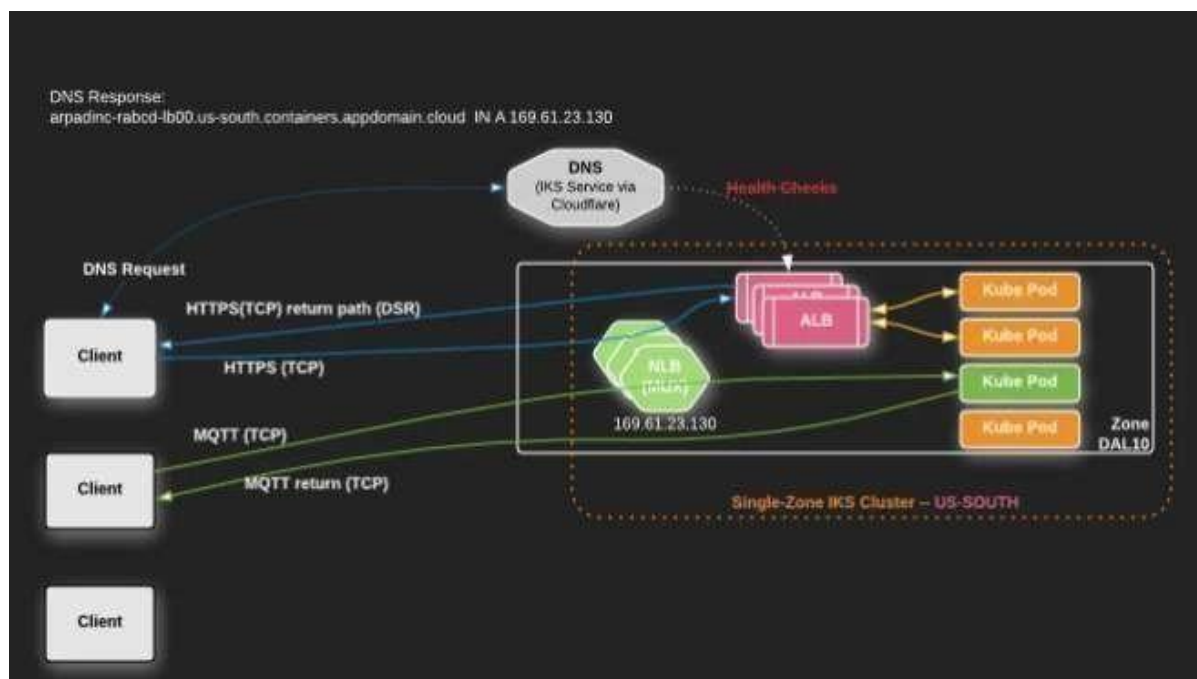 DNS Response:
arpadinc-rabcd-lb00.us-south.containers.appdomain.cloud IN A 169.61.23.130
DNS
(IKS Service via
Cloudflare)
Health Checks
DNS Request
HTTPS(TCP) return path (DSR)
Client
HTTPS (TCP)
ALB
ALB
Kube Pod
Kube Pod
NLB
(MUX)
Kube Pod
169.61.23.130
Kube Pod
Zone
DAL10
MQTT (TCP)
Client
MQTT return (TCP)
Single-Zone IKS Cluster -- US-SOUTH
Client